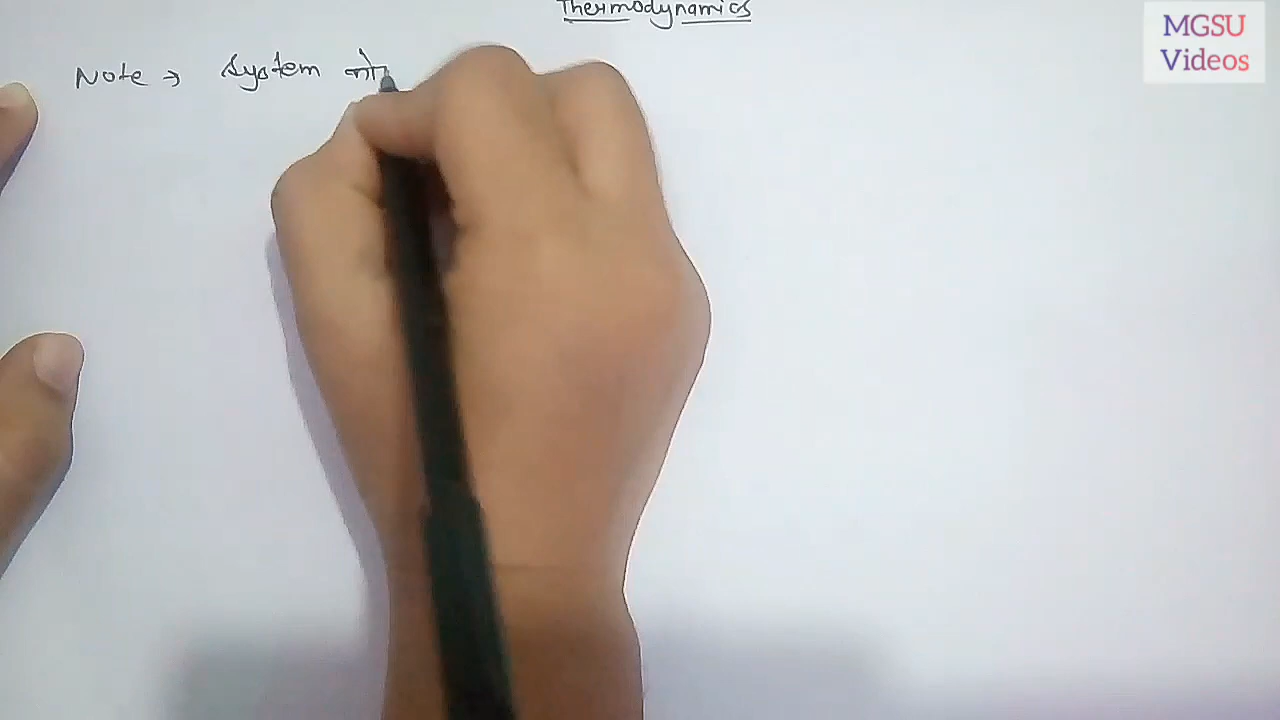 Thermodynamics
MGSU
Videos
Note → System